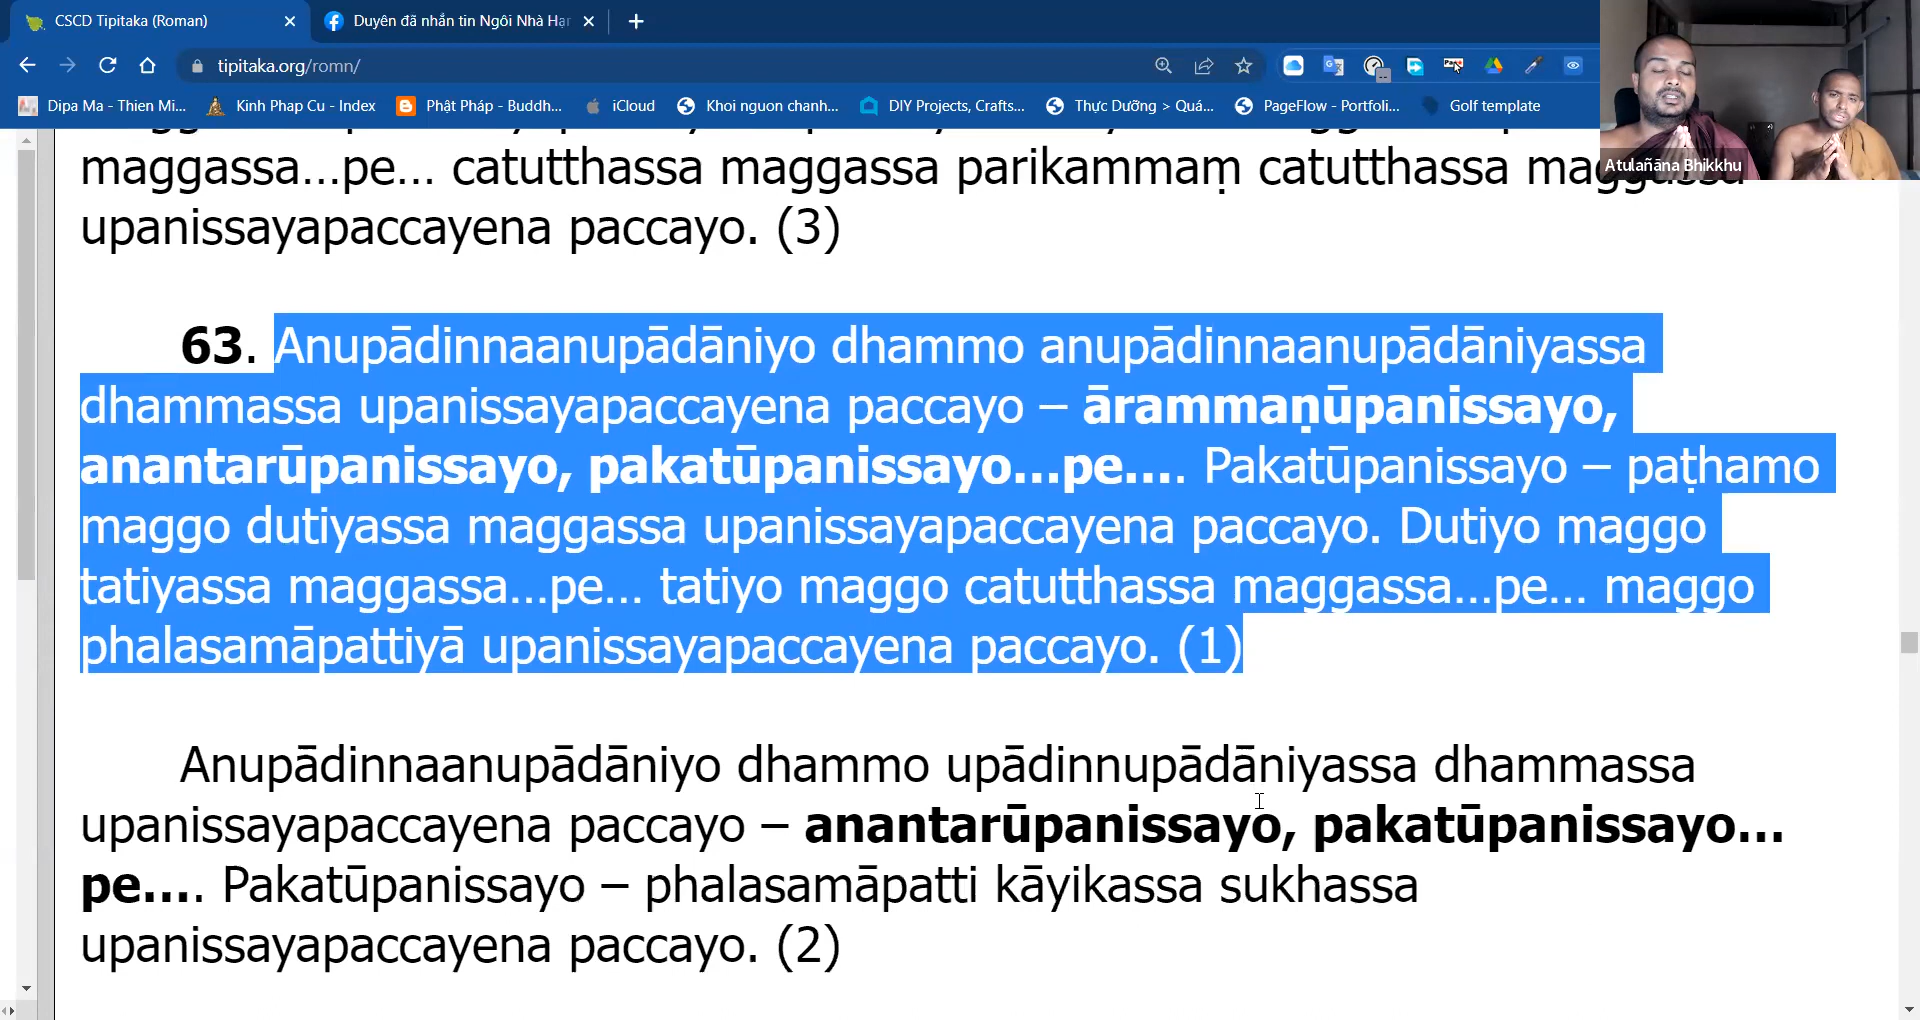 CSCD Tipitaka (Roman)
Duyên đã nhắn tin Ngôi Nhà Hạn
tipitaka.org/romn/
Dipa Ma - Thien Mi...
Kinh Phap Cu - Index
Phật Pháp - Buddh...
iCloud
Khoi nguon chanh...
DIY Projects, Crafts...
Thực Dưỡng > Quá...
PageFlow - Portfoli...
Golf template
Atulañāna Bhikkhu
maggassa…pe… catutthassa maggassa parikammaṃ catutthassa maggassa
upanissayapaccayena paccayo. (3)
63. Anupādinnaanupādāniyo dhammo anupādinnaanupādāniyassa
dhammassa upanissayapaccayena paccayo – ārammaṇūpanissayo,
anantarūpanissayo, pakatūpanissayo…pe…. Pakatūpanissayo – paṭhamo
maggo dutiyassa maggassa upanissayapaccayena paccayo. Dutiyo maggo
tatiyassa maggassa…pe… tatiyo maggo catutthassa maggassa…pe… maggo
phalasamāpattiyā upanissayapaccayena paccayo. (1)
Anupādinnaanupādāniyo dhammo upādinnupādāniyassa dhammassa
upanissayapaccayena paccayo – anantarūpanissayo, pakatūpanissayo…
pe…. Pakatūpanissayo – phalasamāpatti kāyikassa sukhassa
upanissayapaccayena paccayo. (2)